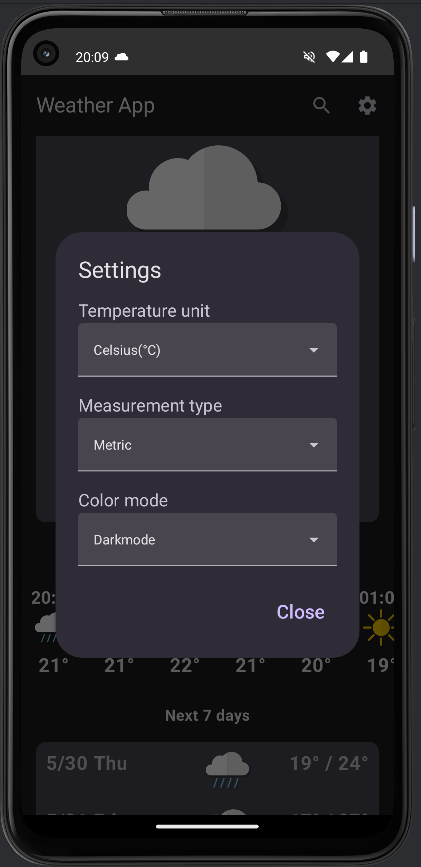 20:09
Weather App
Settings
Temperature unit
Celsius(°C)
Measurement type
Metric
Color mode
Darkmode
Close
20: 01:0
21° 21° 22° 21° 20° 19°
Next 7 days
5/30 Thu 19° / 24°